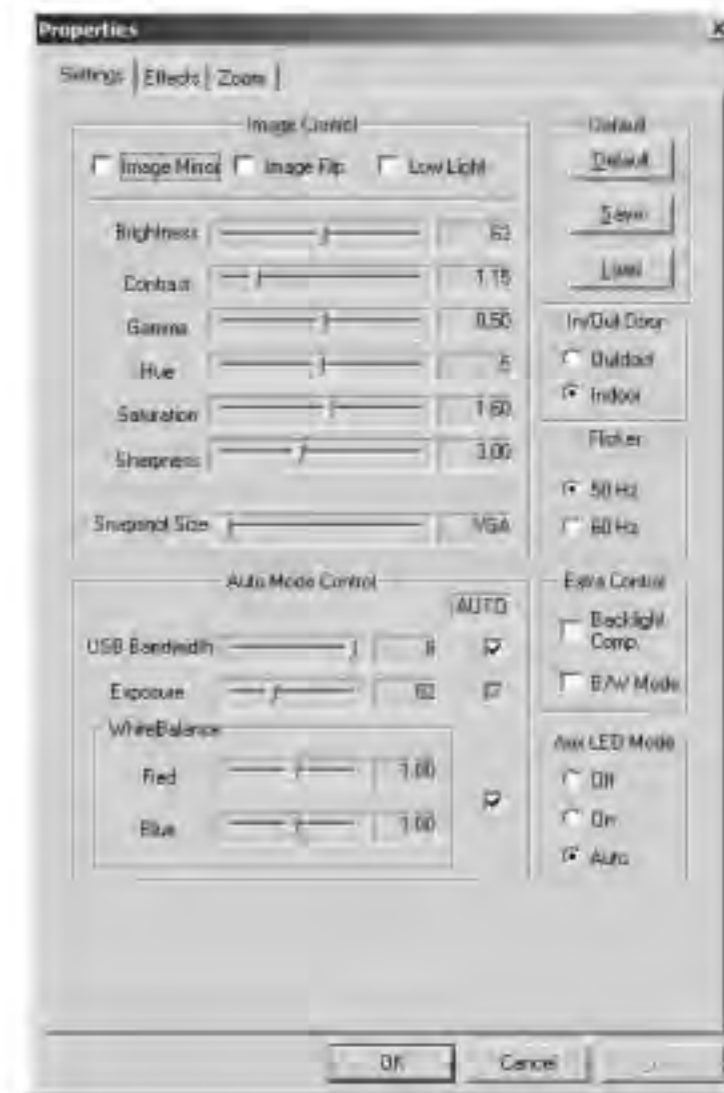 Properties
Settings Effects Zoom
Image Control
Image Mirror Image Flip Low Light
Brightness 63
Contrast 1.15
Gamma 0.50
Hue 6
Saturation 1.60
Sharpness 3.00
Snapshot Size VGA
Auto Mode Control
AUTO
USB Bandwidth 8
Exposure 62
WhiteBalance
Red 1.00
Blue 1.00
Default
Default
Save
Load
In/Out Door
Outdoor
Indoor
Flicker
50 Hz
60 Hz
Extra Control
Backlight
Comp.
B/W Mode
Aux LED Mode
Off
On
Auto
OK Cancel